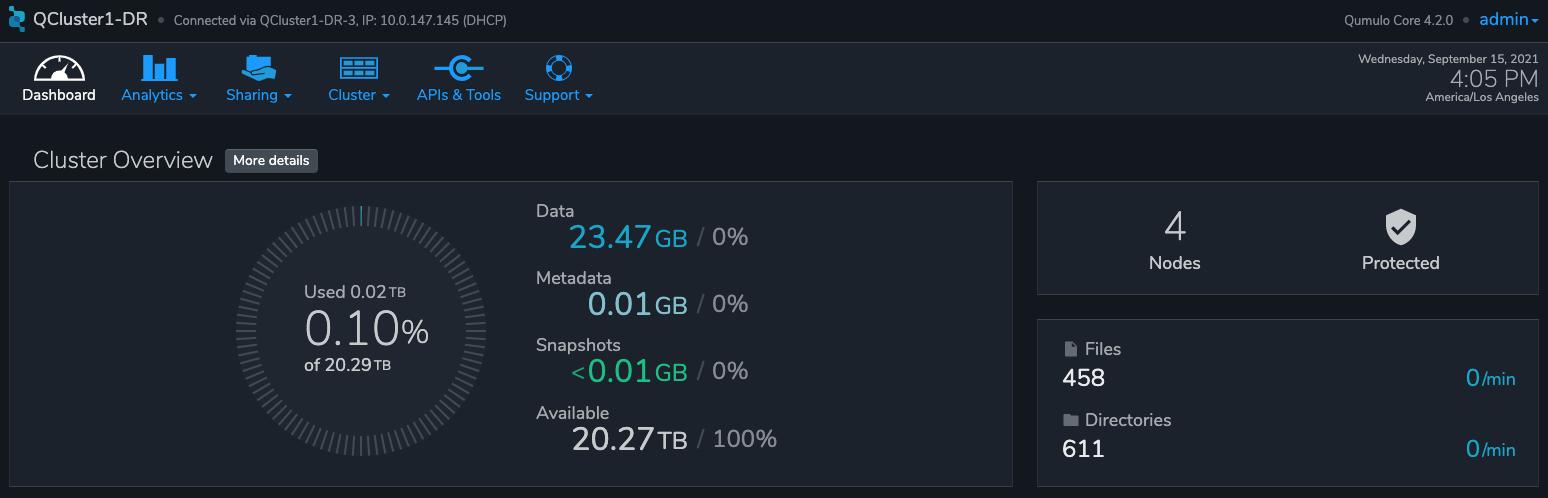 QCluster1-DR • Connected via QCluster1-DR-3, IP: 10.0.147.145 (DHCP)
Qumulo Core 4.2.0 • admin
Dashboard
Analytics
Sharing
Cluster
APIs & Tools
Support
Wednesday, September 15, 2021
4:05 PM
America/Los Angeles
Cluster Overview
More details
Used 0.02 TB
0.10%
of 20.29 TB
Data
23.47 GB / 0%
Metadata
0.01 GB / 0%
Snapshots
<0.01 GB / 0%
Available
20.27 TB / 100%
4
Nodes
Protected
Files
458
0/min
Directories
611
0/min